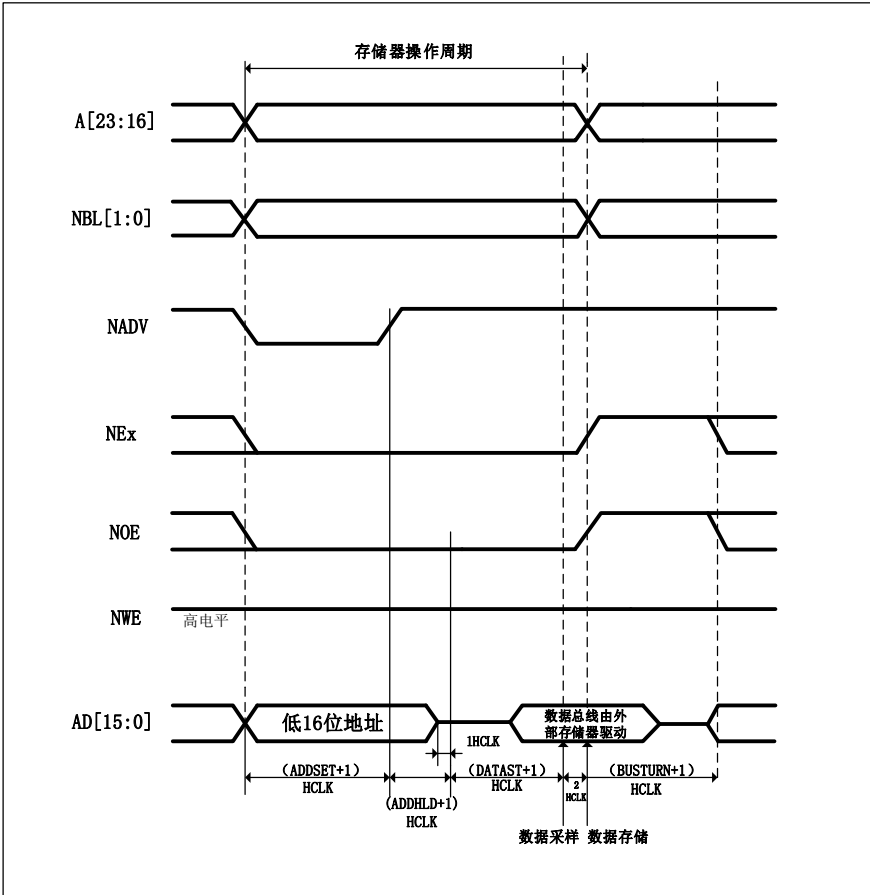 存储器操作周期
A[23:16]
NBL[1:0]
NADV
NEx
NOE
NWE
高电平
AD[15:0]
低16位地址
数据总线由外
部存储器驱动
1HCLK
(ADDSET+1)
HCLK
(ADDHLD+1)
HCLK
(DATAST+1)
HCLK
2
HCLK
(BUSTURN+1)
HCLK
数据采样 数据存储